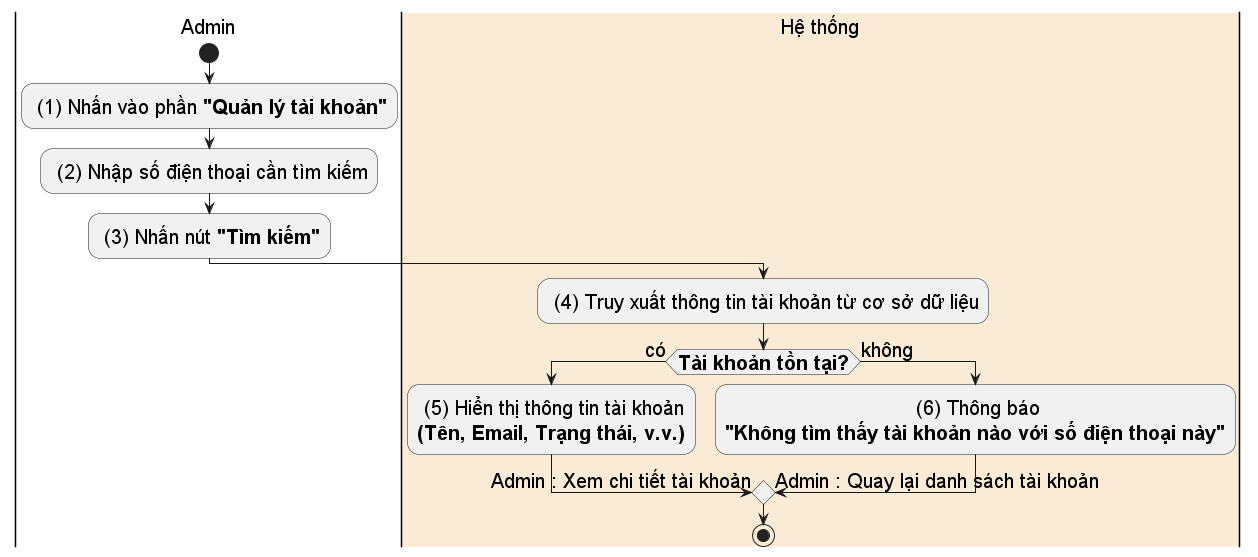 Admin
Hệ thống
(1) Nhấn vào phần "Quản lý tài khoản"
(2) Nhập số điện thoại cần tìm kiếm
(3) Nhấn nút "Tìm kiếm"
(4) Truy xuất thông tin tài khoản từ cơ sở dữ liệu
có
Tài khoản tồn tại?
không
(5) Hiển thị thông tin tài khoản
(Tên, Email, Trạng thái, v.v.)
(6) Thông báo
"Không tìm thấy tài khoản nào với số điện thoại này"
Admin : Xem chi tiết tài khoản
Admin : Quay lại danh sách tài khoản